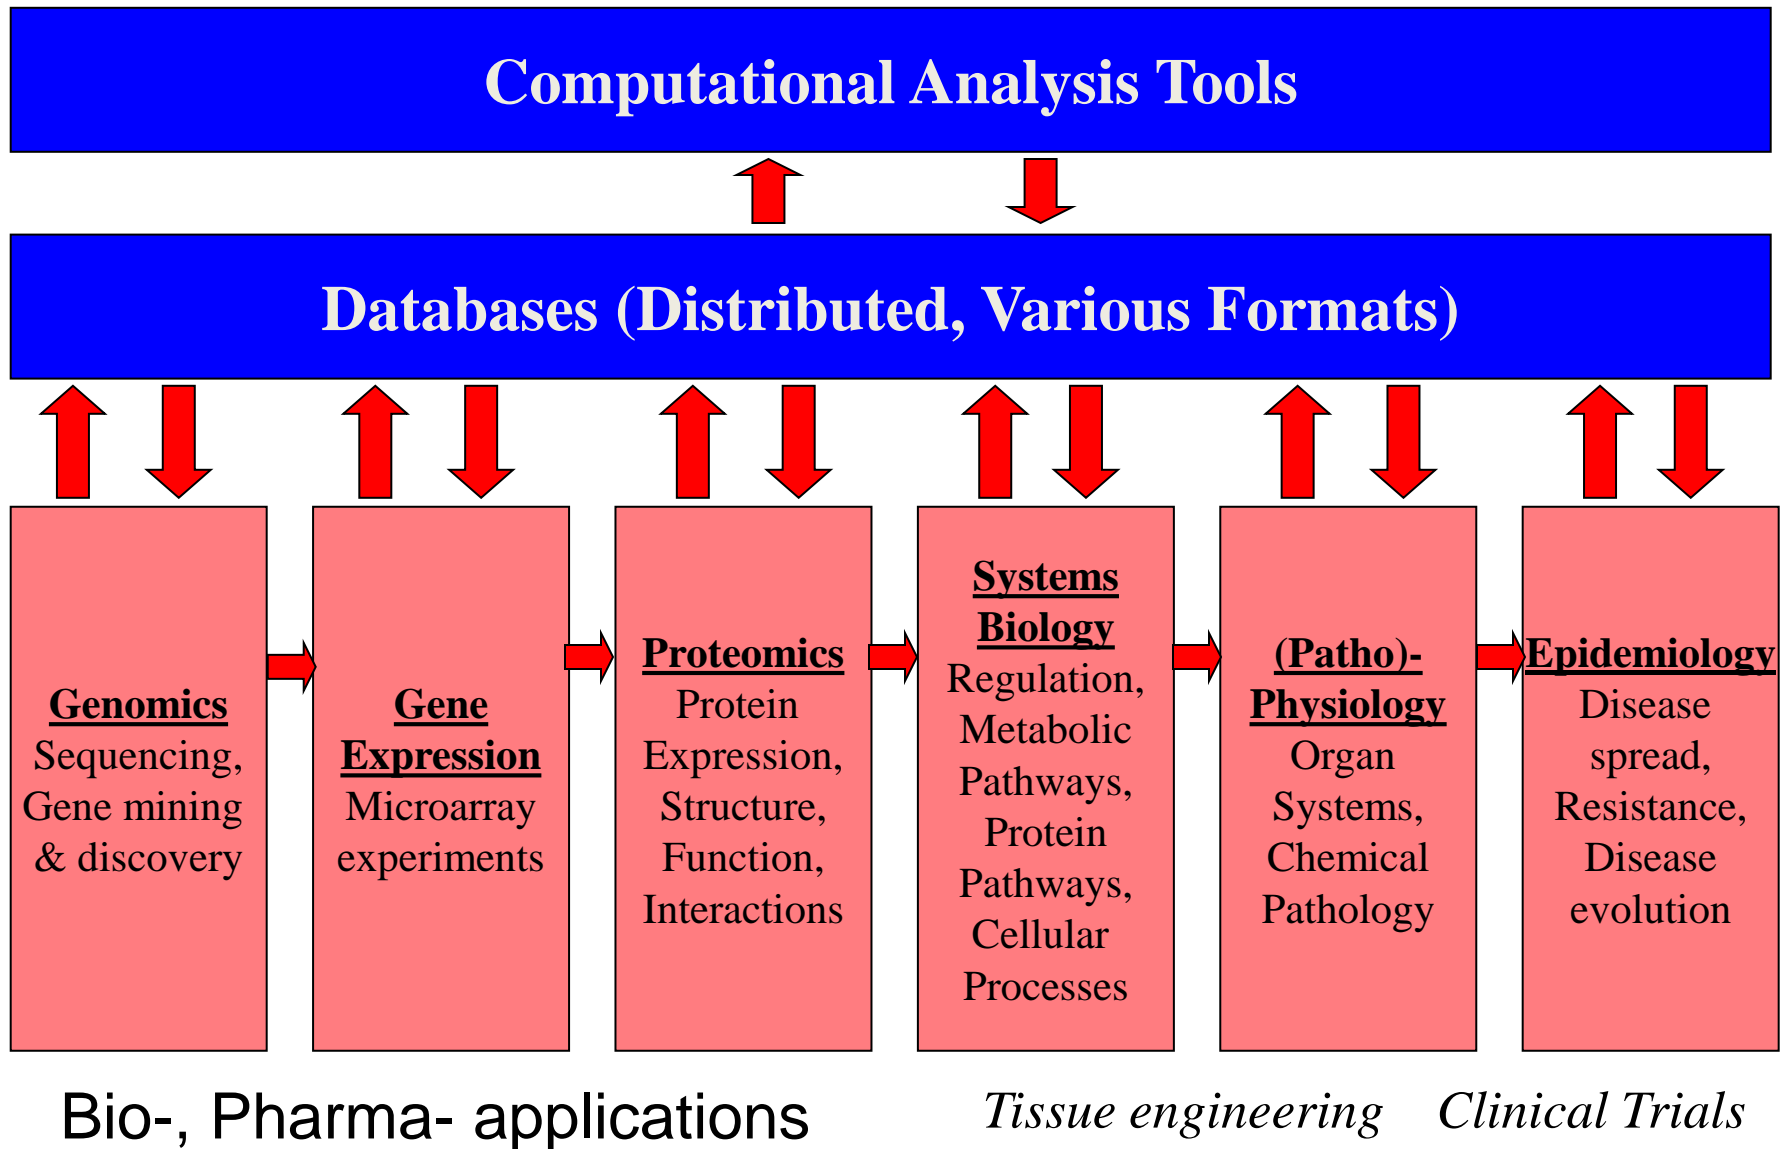 Computational Analysis Tools
Databases (Distributed, Various Formats)
Genomics
Sequencing,
Gene mining
& discovery
Gene
Expression
Microarray
experiments
Proteomics
Protein
Expression,
Structure,
Function,
Interactions
Systems
Biology
Regulation,
Metabolic
Pathways,
Protein
Pathways,
Cellular
Processes
(Patho)-
Physiology
Organ
Systems,
Chemical
Pathology
Epidemiology
Disease
spread,
Resistance,
Disease
evolution
Bio-, Pharma- applications
Tissue engineering
Clinical Trials